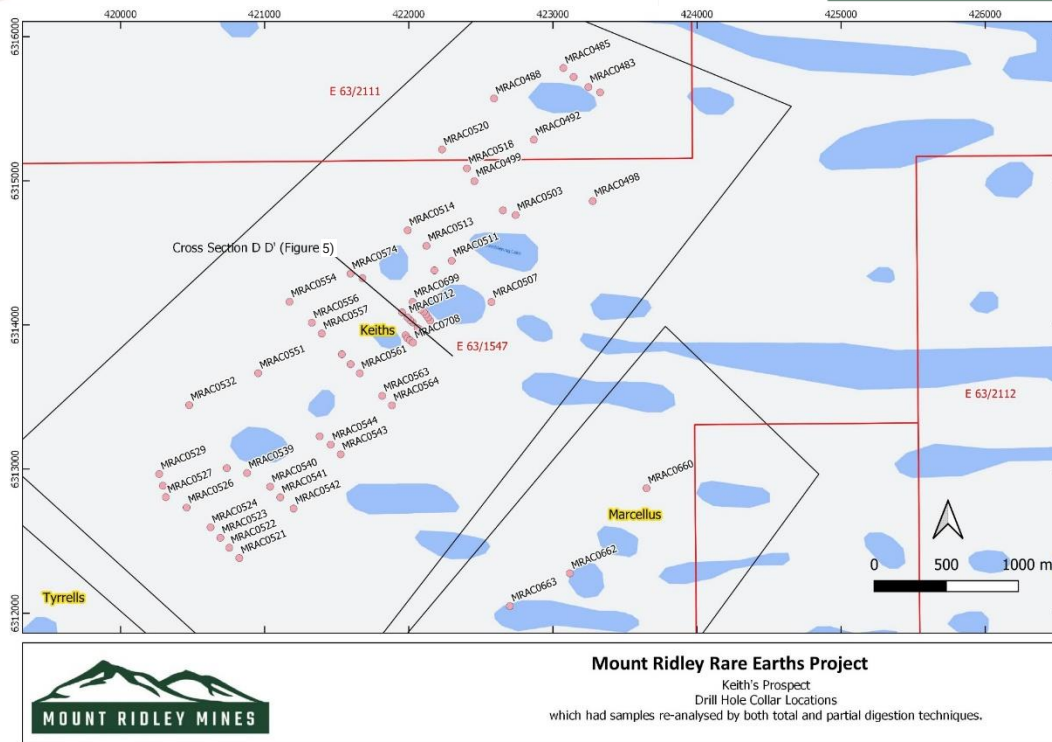 420000
421000
422000
423000
424000
425000
426000
6316000
6315000
6314000
6313000
6312000
MRAC0485
MRAC0483
MRAC0488
E 63/2111
MRAC0492
MRAC0520
MRAC0518
MRAC0499
MRAC0498
MRAC0503
MRAC0514
MRAC0513
Cross Section D D' (Figure 5)
MRAC0511
MRAC0574
MRAC0554
MRAC0699
MRAC0507
MRAC0556
MRAC0712
MRAC0557
MRAC0708
Keiths
E 63/1547
MRAC0551
MRAC0561
MRAC0532
MRAC0563
MRAC0564
E 63/2112
MRAC0544
MRAC0543
MRAC0529
MRAC0539
MRAC0527
MRAC0540
MRAC0526
MRAC0541
MRAC0542
MRAC0660
MRAC0524
MRAC0523
MRAC0522
MRAC0521
Marcellus
MRAC0662
MRAC0663
Tyrrells
0 500 1000 m
MOUNT RIDLEY MINES
Mount Ridley Rare Earths Project
Keith's Prospect
Drill Hole Collar Locations
which had samples re-analysed by both total and partial digestion techniques.